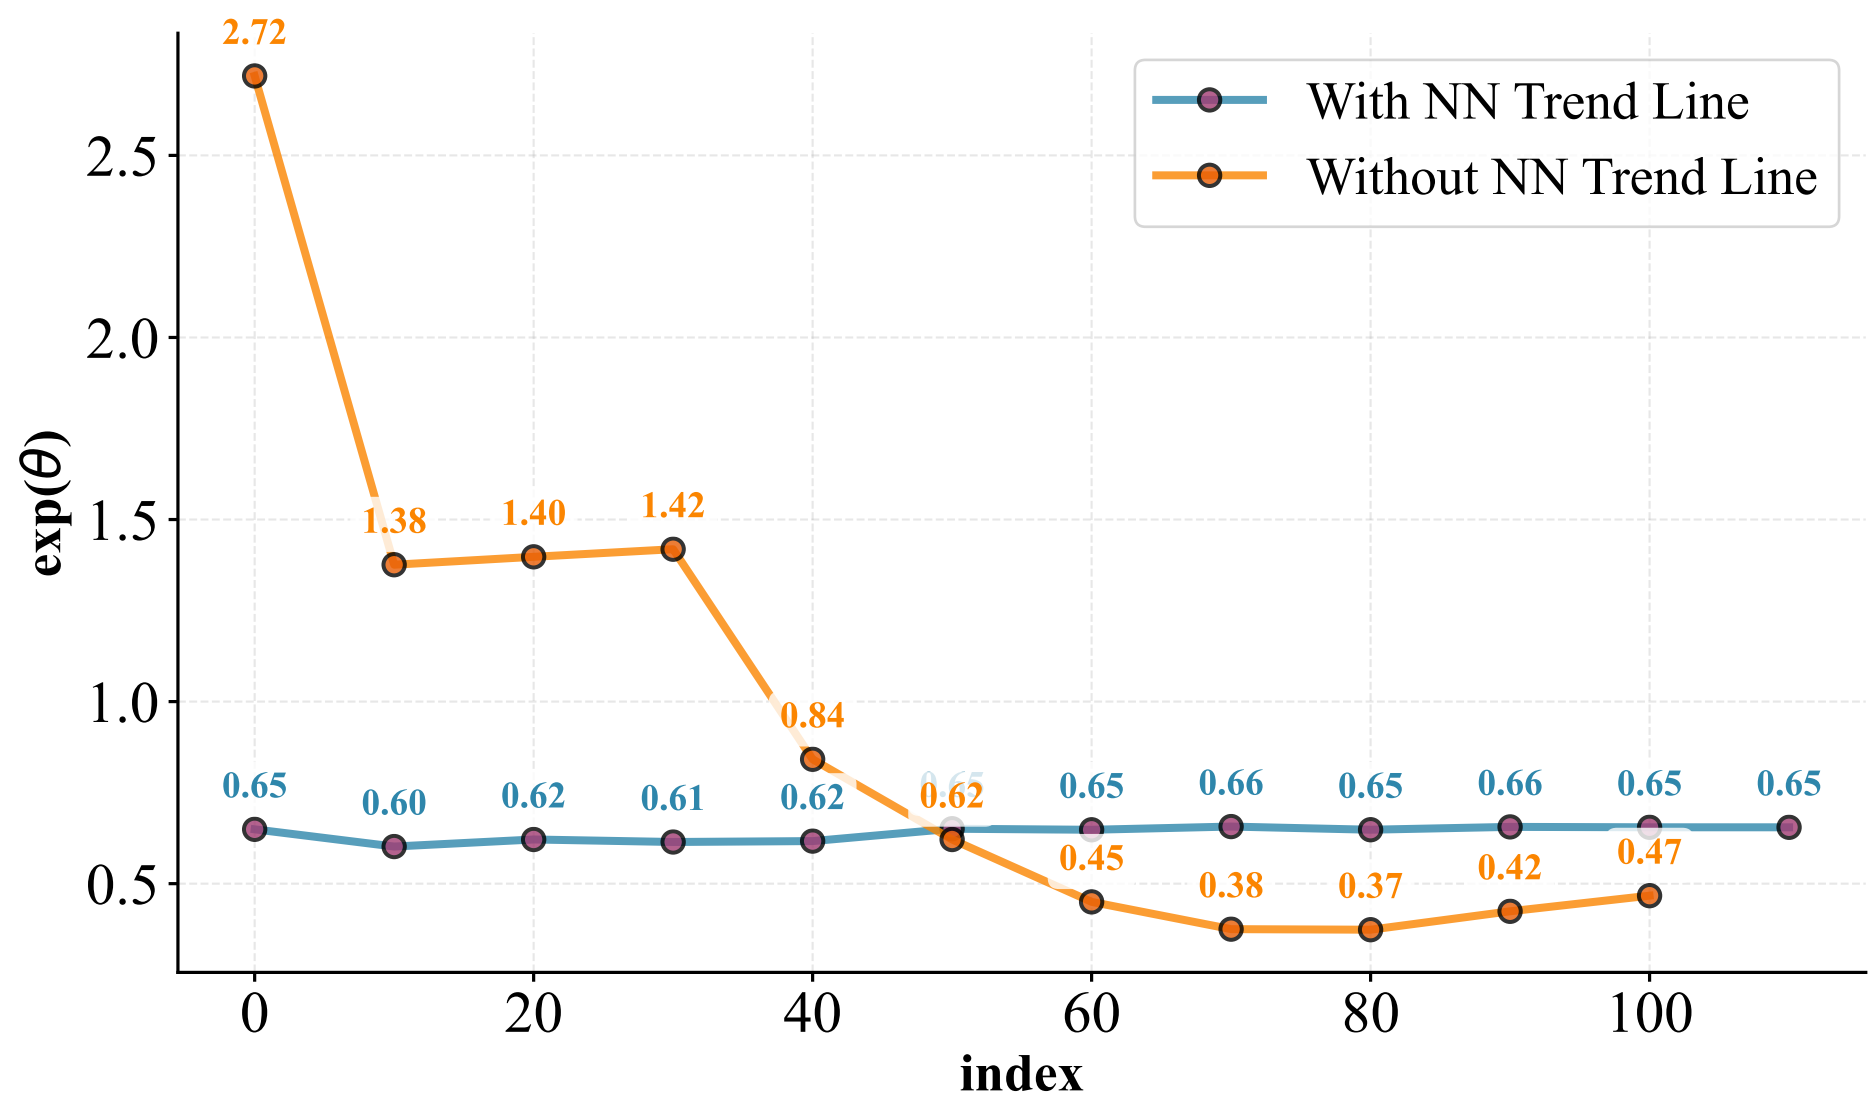 2.72
With NN Trend Line
Without NN Trend Line
2.5
2.0
1.5
1.0
0.5
exp(θ)
1.38 1.40 1.42
0.84
0.65 0.60 0.62 0.61 0.62 0.65 0.65 0.66 0.65 0.66 0.65 0.65
0.62 0.45 0.38 0.37 0.42 0.47
0 20 40 60 80 100
index